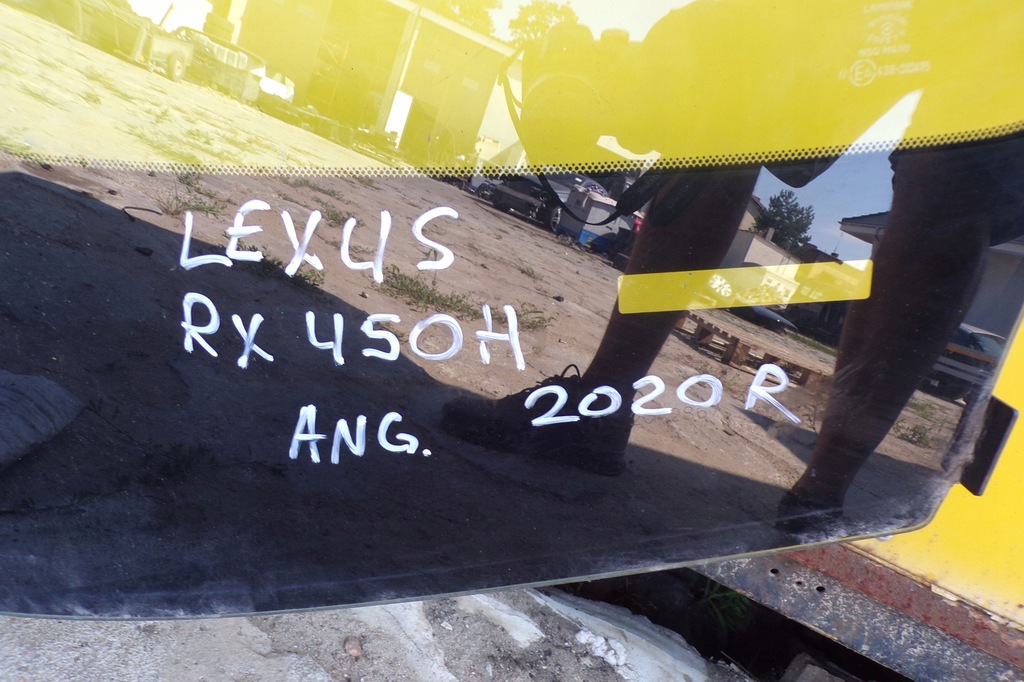 LEXUS
RX 450H
2020 R
ANG.